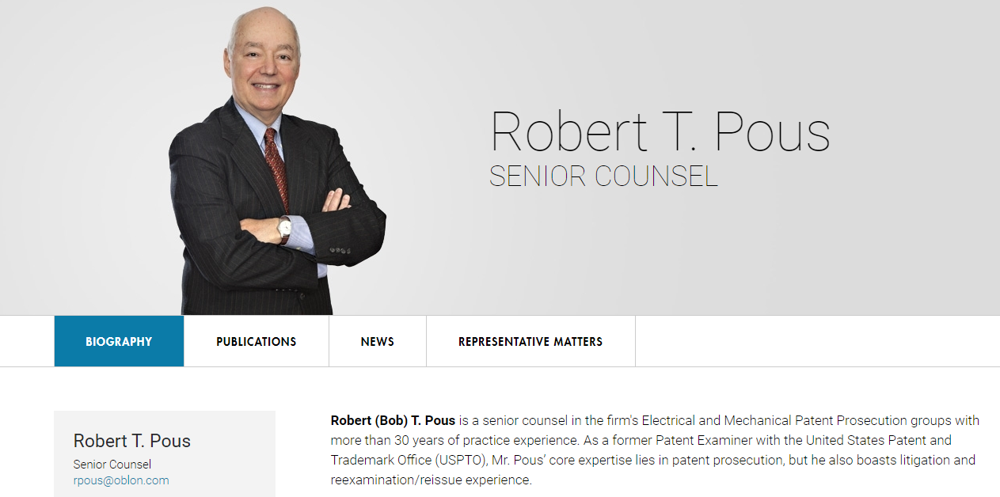 Robert T. Pous
SENIOR COUNSEL
BIOGRAPHY
PUBLICATIONS
NEWS
REPRESENTATIVE MATTERS
Robert T. Pous
Senior Counsel
rpous@oblon.com
Robert (Bob) T. Pous is a senior counsel in the firm's Electrical and Mechanical Patent Prosecution groups with
more than 30 years of practice experience. As a former Patent Examiner with the United States Patent and
Trademark Office (USPTO), Mr. Pous’ core expertise lies in patent prosecution, but he also boasts litigation and
reexamination/reissue experience.